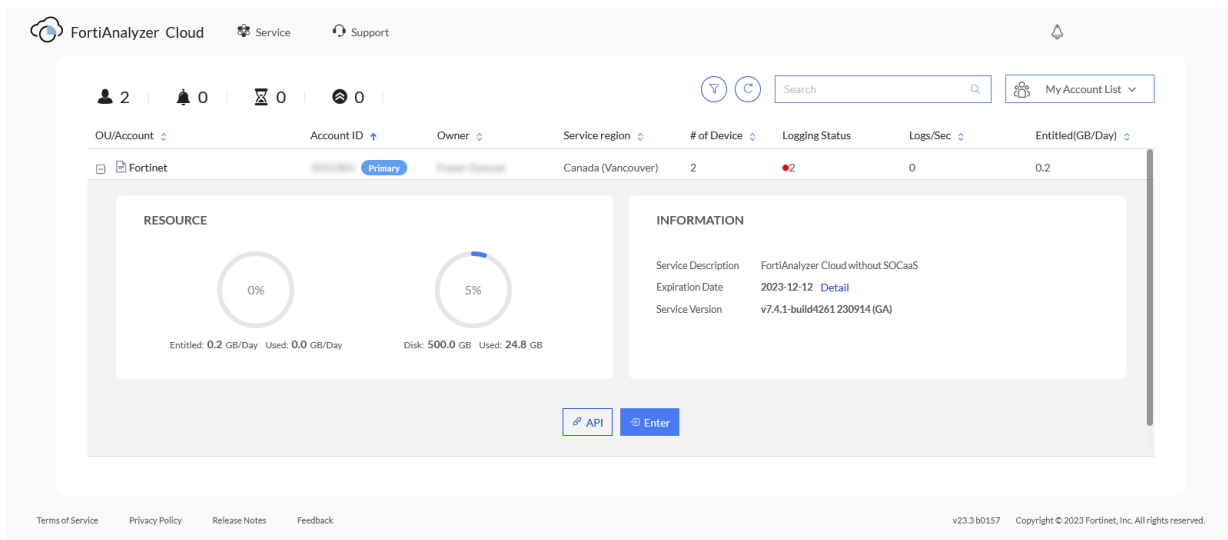 FortiAnalyzer Cloud Service Support
2 0 0 0 Search My Account List
OU/Account Account ID Owner Service region # of Device Logging Status Logs/Sec Entitled(GB/Day)
Fortinet Primary Canada (Vancouver) 2 2 0 0.2
RESOURCE INFORMATION
Service Description FortiAnalyzer Cloud without SOCaaS
0% 5% Expiration Date 2023-12-12 Detail
Service Version v7.4.1-build4261 230914 (GA)
Entitled: 0.2 GB/Day Used: 0.0 GB/Day Disk: 500.0 GB Used: 24.8 GB
API Enter
Terms of Service Privacy Policy Release Notes Feedback v23.3 b0157 Copyright © 2023 Fortinet, Inc. All rights reserved.